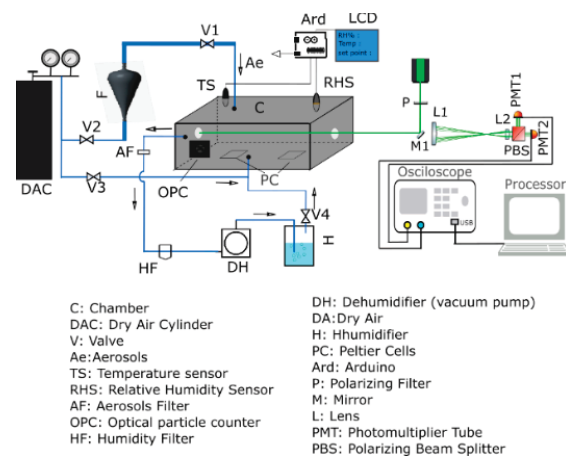 V1
Ard
LCD
RH% :
Temp :
set point :
Ae
TS
RHS
C
F
P
L1
L2
PMT1
PMT2
M1
PBS
V2
AF
DAC
V3
OPC
PC
V4
H
HF
DH
Osciloscope
USB
Processor
C: Chamber
DAC: Dry Air Cylinder
V: Valve
Ae:Aerosols
TS: Temperature sensor
RHS: Relative Humidity Sensor
AF: Aerosols Filter
OPC: Optical particle counter
HF: Humidity Filter
DH: Dehumidifier (vacuum pump)
DA:Dry Air
H: Hhumidifier
PC: Peltier Cells
Ard: Arduino
P: Polarizing Filter
M: Mirror
L: Lens
PMT: Photomultiplier Tube
PBS: Polarizing Beam Splitter